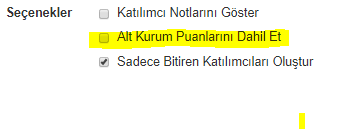 Seçenekler
Katılımcı Notlarını Göster
Alt Kurum Puanlarını Dahil Et
Sadece Bitiren Katılımcıları Oluştur